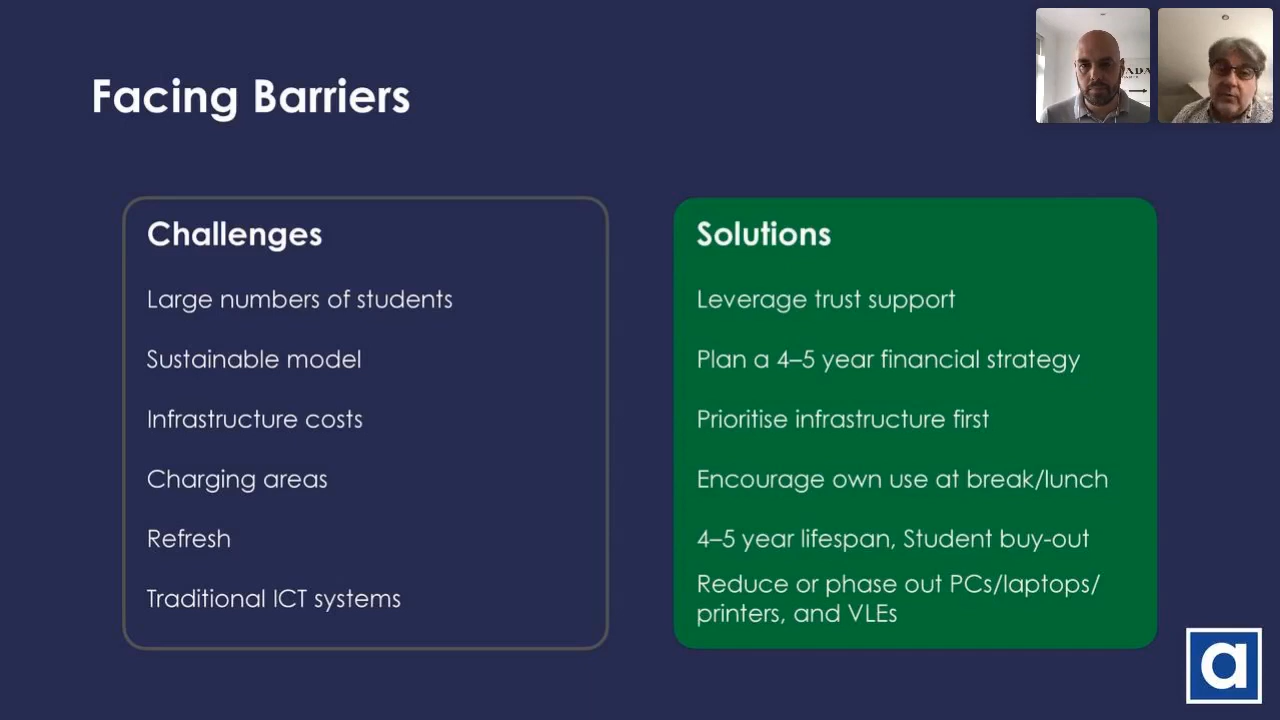 Facing Barriers
Challenges
Large numbers of students
Sustainable model
Infrastructure costs
Charging areas
Refresh
Traditional ICT systems
Solutions
Leverage trust support
Plan a 4–5 year financial strategy
Prioritise infrastructure first
Encourage own use at break/lunch
4–5 year lifespan, Student buy-out
Reduce or phase out PCs/laptops/
printers, and VLEs
a